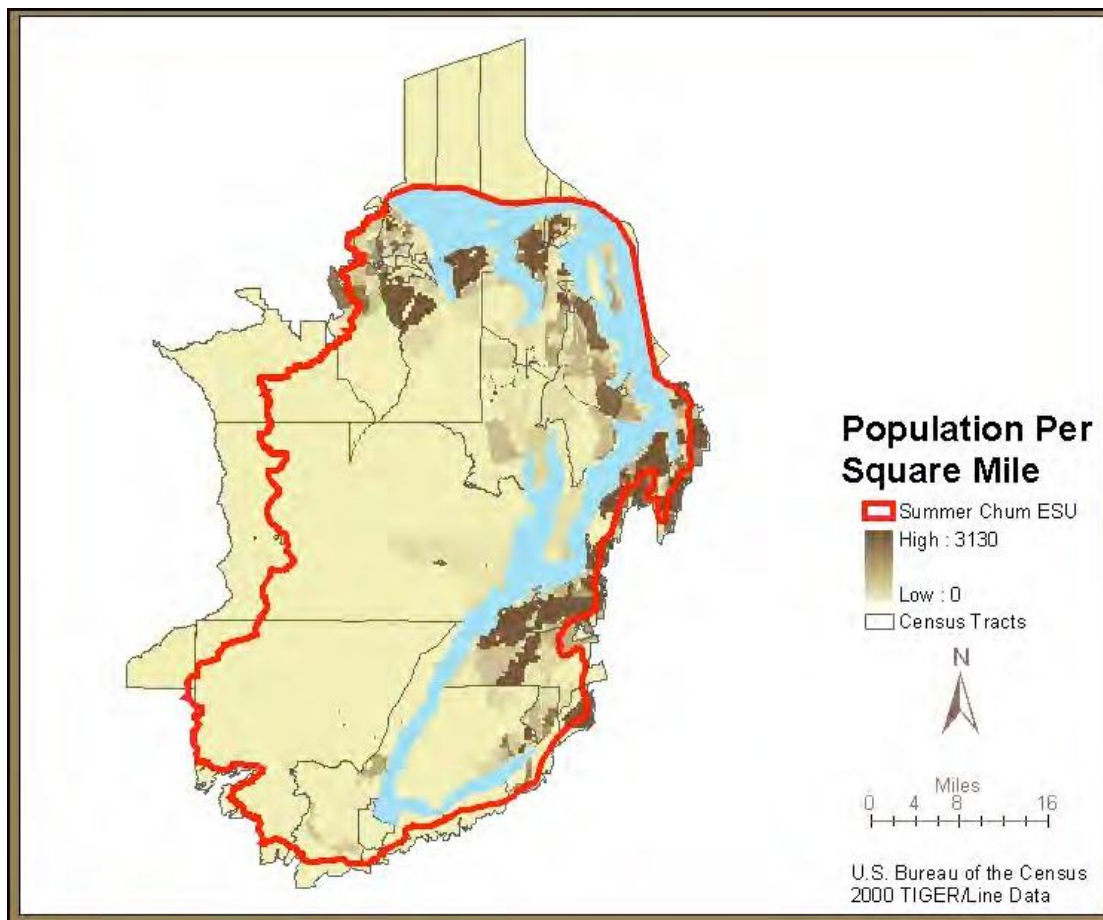 Population Per
Square Mile
Summer Chum ESU
High : 3130
Low : 0
Census Tracts
N
Miles
0 4 8 16
U.S. Bureau of the Census
2000 TIGER/Line Data